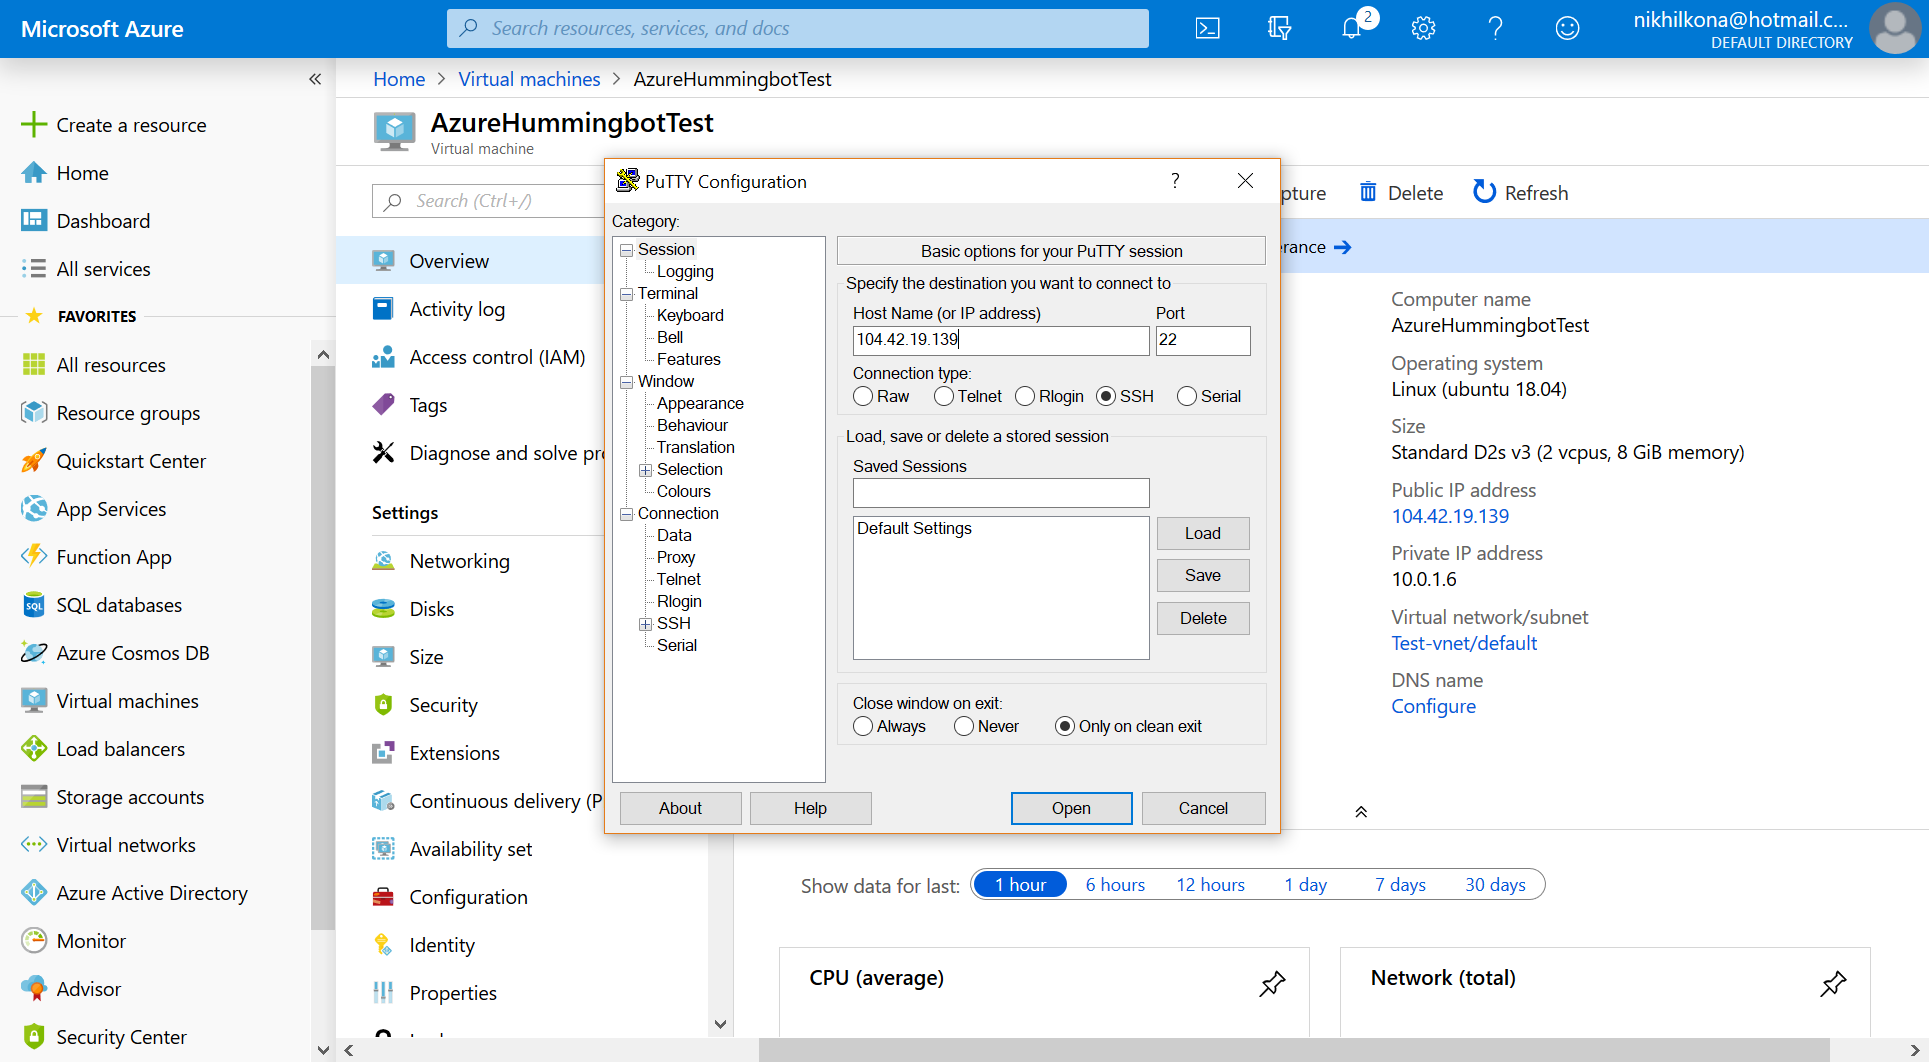 Microsoft Azure
Search resources, services, and docs
2
nikhilkona@hotmail.c...
DEFAULT DIRECTORY
Home > Virtual machines > AzureHummingbotTest
AzureHummingbotTest
Virtual machine
Create a resource
Home
Dashboard
All services
FAVORITES
All resources
Resource groups
Quickstart Center
App Services
Function App
SQL databases
Azure Cosmos DB
Virtual machines
Load balancers
Storage accounts
Virtual networks
Azure Active Directory
Monitor
Advisor
Security Center
Search (Ctrl+/)
Overview
Activity log
Access control (IAM)
Tags
Diagnose and solve pr
Settings
Networking
Disks
Size
Security
Extensions
Continuous delivery (P
Availability set
Configuration
Identity
Properties
PuTTY Configuration
?
Category:
Session
Logging
Terminal
Keyboard
Bell
Features
Window
Appearance
Behaviour
Translation
Selection
Colours
Connection
Data
Proxy
Telnet
Rlogin
SSH
Serial
Basic options for your PuTTY session
Specify the destination you want to connect to
Host Name (or IP address) Port
104.42.19.139 22
Connection type:
Raw Telnet Rlogin SSH Serial
Load, save or delete a stored session
Saved Sessions
Default Settings
Load
Save
Delete
Close window on exit:
Always Never Only on clean exit
About Help Open Cancel
pture Delete Refresh
rance
Computer name
AzureHummingbotTest
Operating system
Linux (ubuntu 18.04)
Size
Standard D2s v3 (2 vcpus, 8 GiB memory)
Public IP address
104.42.19.139
Private IP address
10.0.1.6
Virtual network/subnet
Test-vnet/default
DNS name
Configure
Show data for last: 1 hour 6 hours 12 hours 1 day 7 days 30 days
CPU (average)
Network (total)